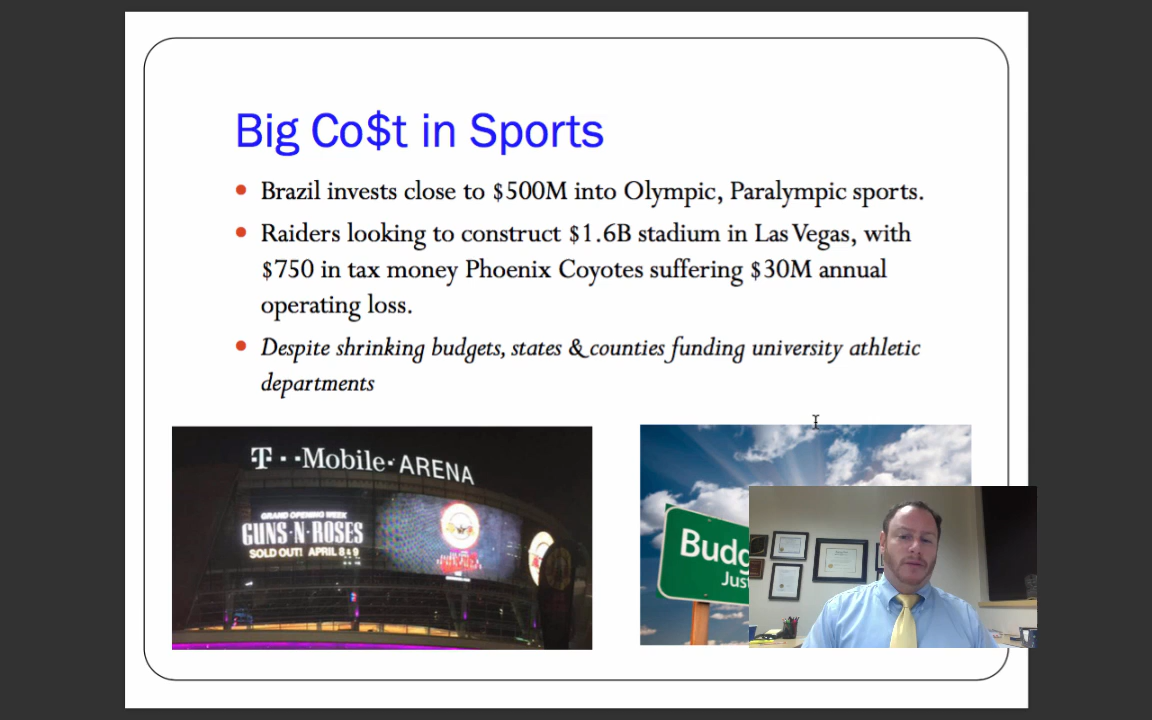 Big Co$t in Sports
Brazil invests close to $500M into Olympic, Paralympic sports.
Raiders looking to construct $1.6B stadium in Las Vegas, with
$750 in tax money Phoenix Coyotes suffering $30M annual
operating loss.
Despite shrinking budgets, states & counties funding university athletic
departments
T··Mobile· ARENA
GRAND OPENING WEEK
GUNS·N·ROSES
SOLD OUT! APRIL 8&9